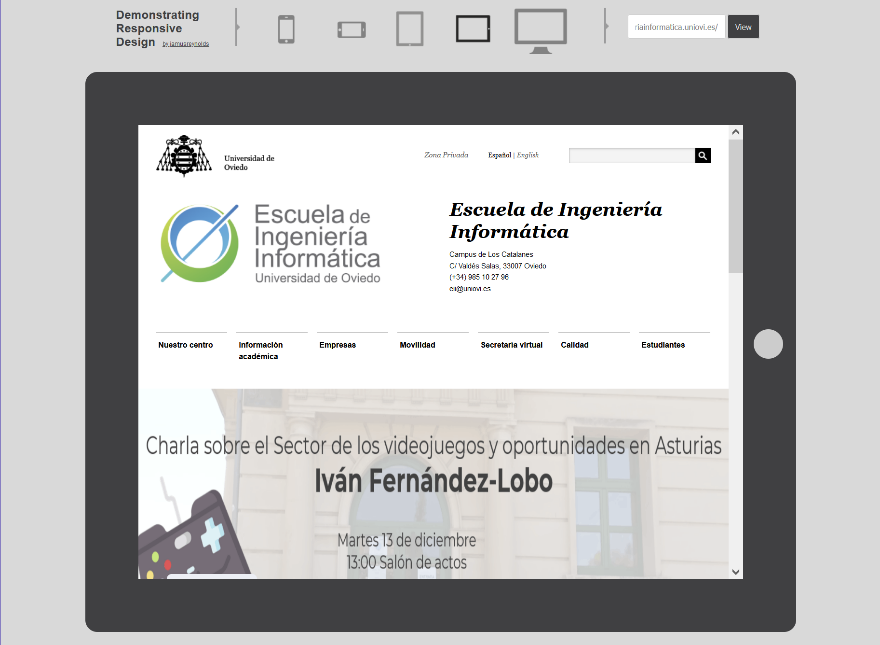 Demonstrating
Responsive
Design by jamusreynolds
riainformatica.uniovi.es/
View
Universidad de
Oviedo
Zona Privada
Español | English
Escuela de
Ingeniería
Informática
Universidad de Oviedo
Escuela de Ingeniería
Informática
Campus de Los Catalanes
C/ Valdés Salas, 33007 Oviedo
(+34) 985 10 27 96
eii@uniovi.es
Nuestro centro
Información
académica
Empresas
Movilidad
Secretaria virtual
Calidad
Estudiantes
Charla sobre el Sector de los videojuegos y oportunidades en Asturias
Iván Fernández-Lobo
Martes 13 de diciembre
13:00 Salón de actos